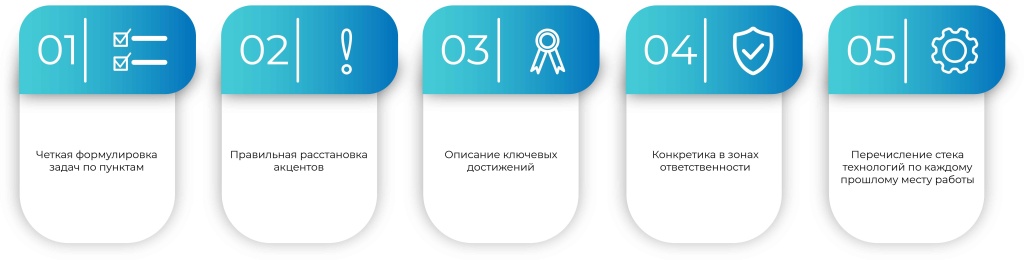 01
Четкая формулировка
задач по пунктам
02
Правильная расстановка
акцентов
03
Описание ключевых
достижений
04
Конкретика в зонах
ответственности
05
Перечисление стека
технологий по каждому
прошлому месту работы